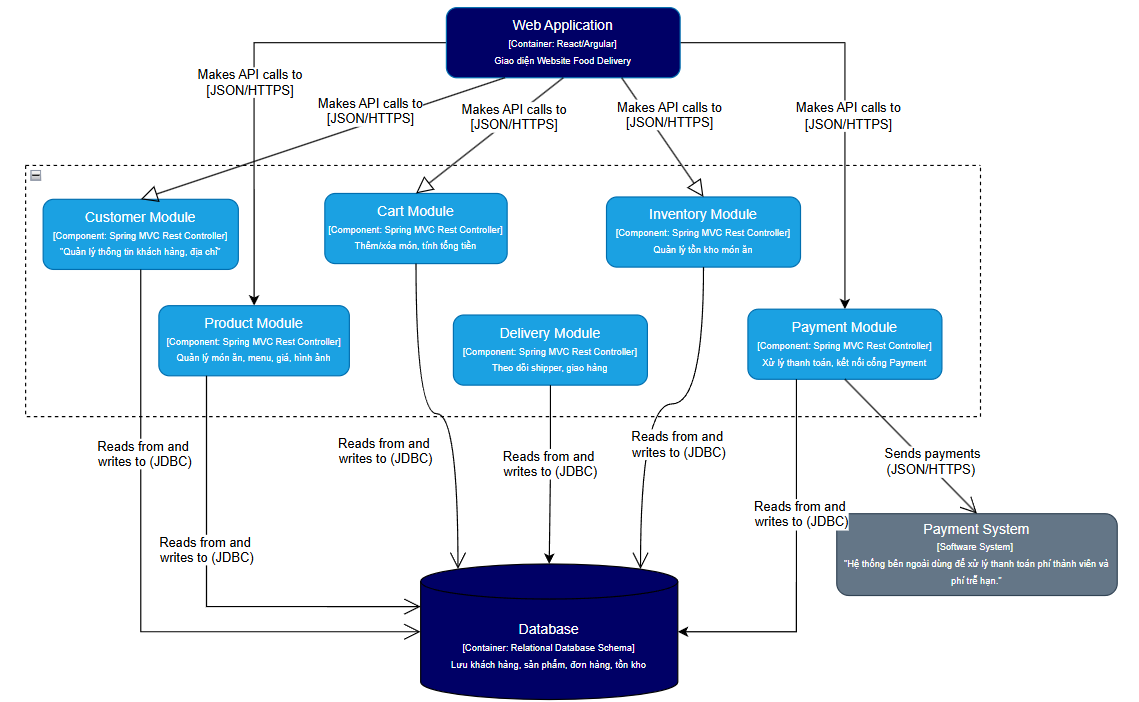 Web Application
[Container: React/Argular]
Giao diện Website Food Delivery
Makes API calls to
[JSON/HTTPS]
Makes API calls to
[JSON/HTTPS]
Makes API calls to
[JSON/HTTPS]
Makes API calls to
[JSON/HTTPS]
Makes API calls to
[JSON/HTTPS]
Customer Module
[Component: Spring MVC Rest Controller]
"Quản lý thông tin khách hàng, địa chỉ"
Cart Module
[Component: Spring MVC Rest Controller]
Thêm/xóa món, tính tổng tiền
Inventory Module
[Component: Spring MVC Rest Controller]
Quản lý tồn kho món ăn
Product Module
[Component: Spring MVC Rest Controller]
Quản lý món ăn, menu, giá, hình ảnh
Delivery Module
[Component: Spring MVC Rest Controller]
Theo dõi shipper, giao hàng
Payment Module
[Component: Spring MVC Rest Controller]
Xử lý thanh toán, kết nối cổng Payment
Reads from and
writes to (JDBC)
Reads from and
writes to (JDBC)
Reads from and
writes to (JDBC)
Reads from and
writes to (JDBC)
Sends payments
(JSON/HTTPS)
Reads from and
writes to (JDBC)
Reads from and
writes to (JDBC)
Payment System
[Software System]
"Hệ thống bên ngoài dùng để xử lý thanh toán phí thành viên và
phí trễ hạn."
Database
[Container: Relational Database Schema]
Lưu khách hàng, sản phẩm, đơn hàng, tồn kho